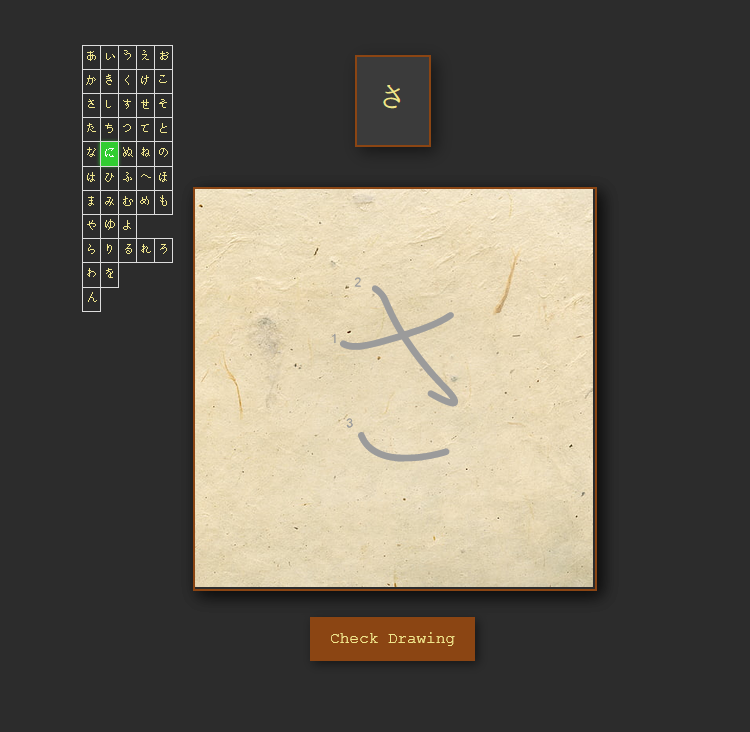 あ い う え お
か き く け こ
さ し す せ そ
た ち つ て と
な に ぬ ね の
は ひ ふ へ ほ
ま み む め も
や ゆ よ
ら り る れ ろ
わ を
ん
さ
2
1
3
さ
Check Drawing